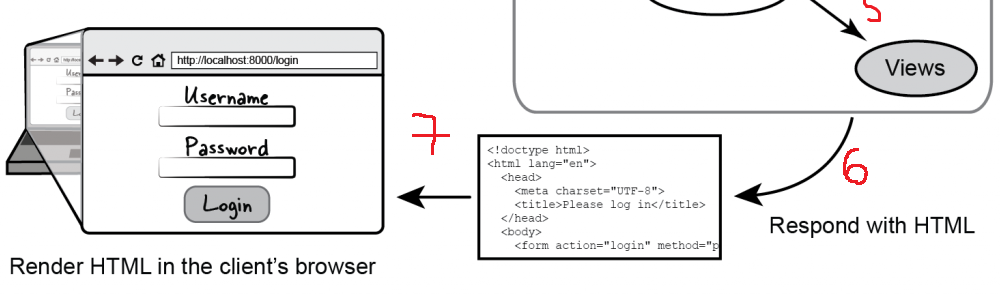 5
Views
http://localhost:8000/login
Username
Password
Login
7
<!doctype html>
<html lang="en">
<head>
<meta charset="UTF-8">
<title>Please log in</title>
</head>
<body>
<form action="login" method="p
6
Respond with HTML
Render HTML in the client's browser